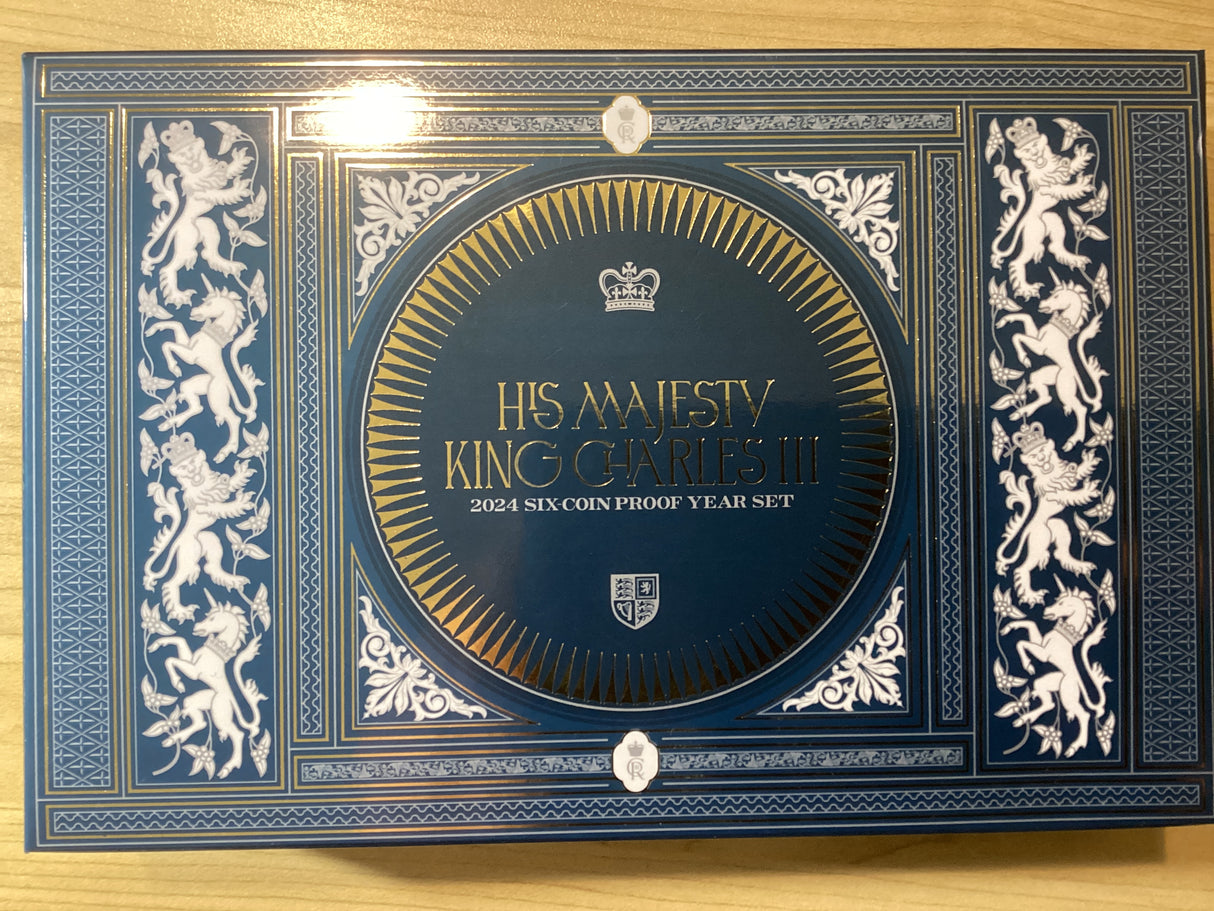 HIS MAJESTY
KING CHARLES III
2024 SIX-COIN PROOF YEAR SET